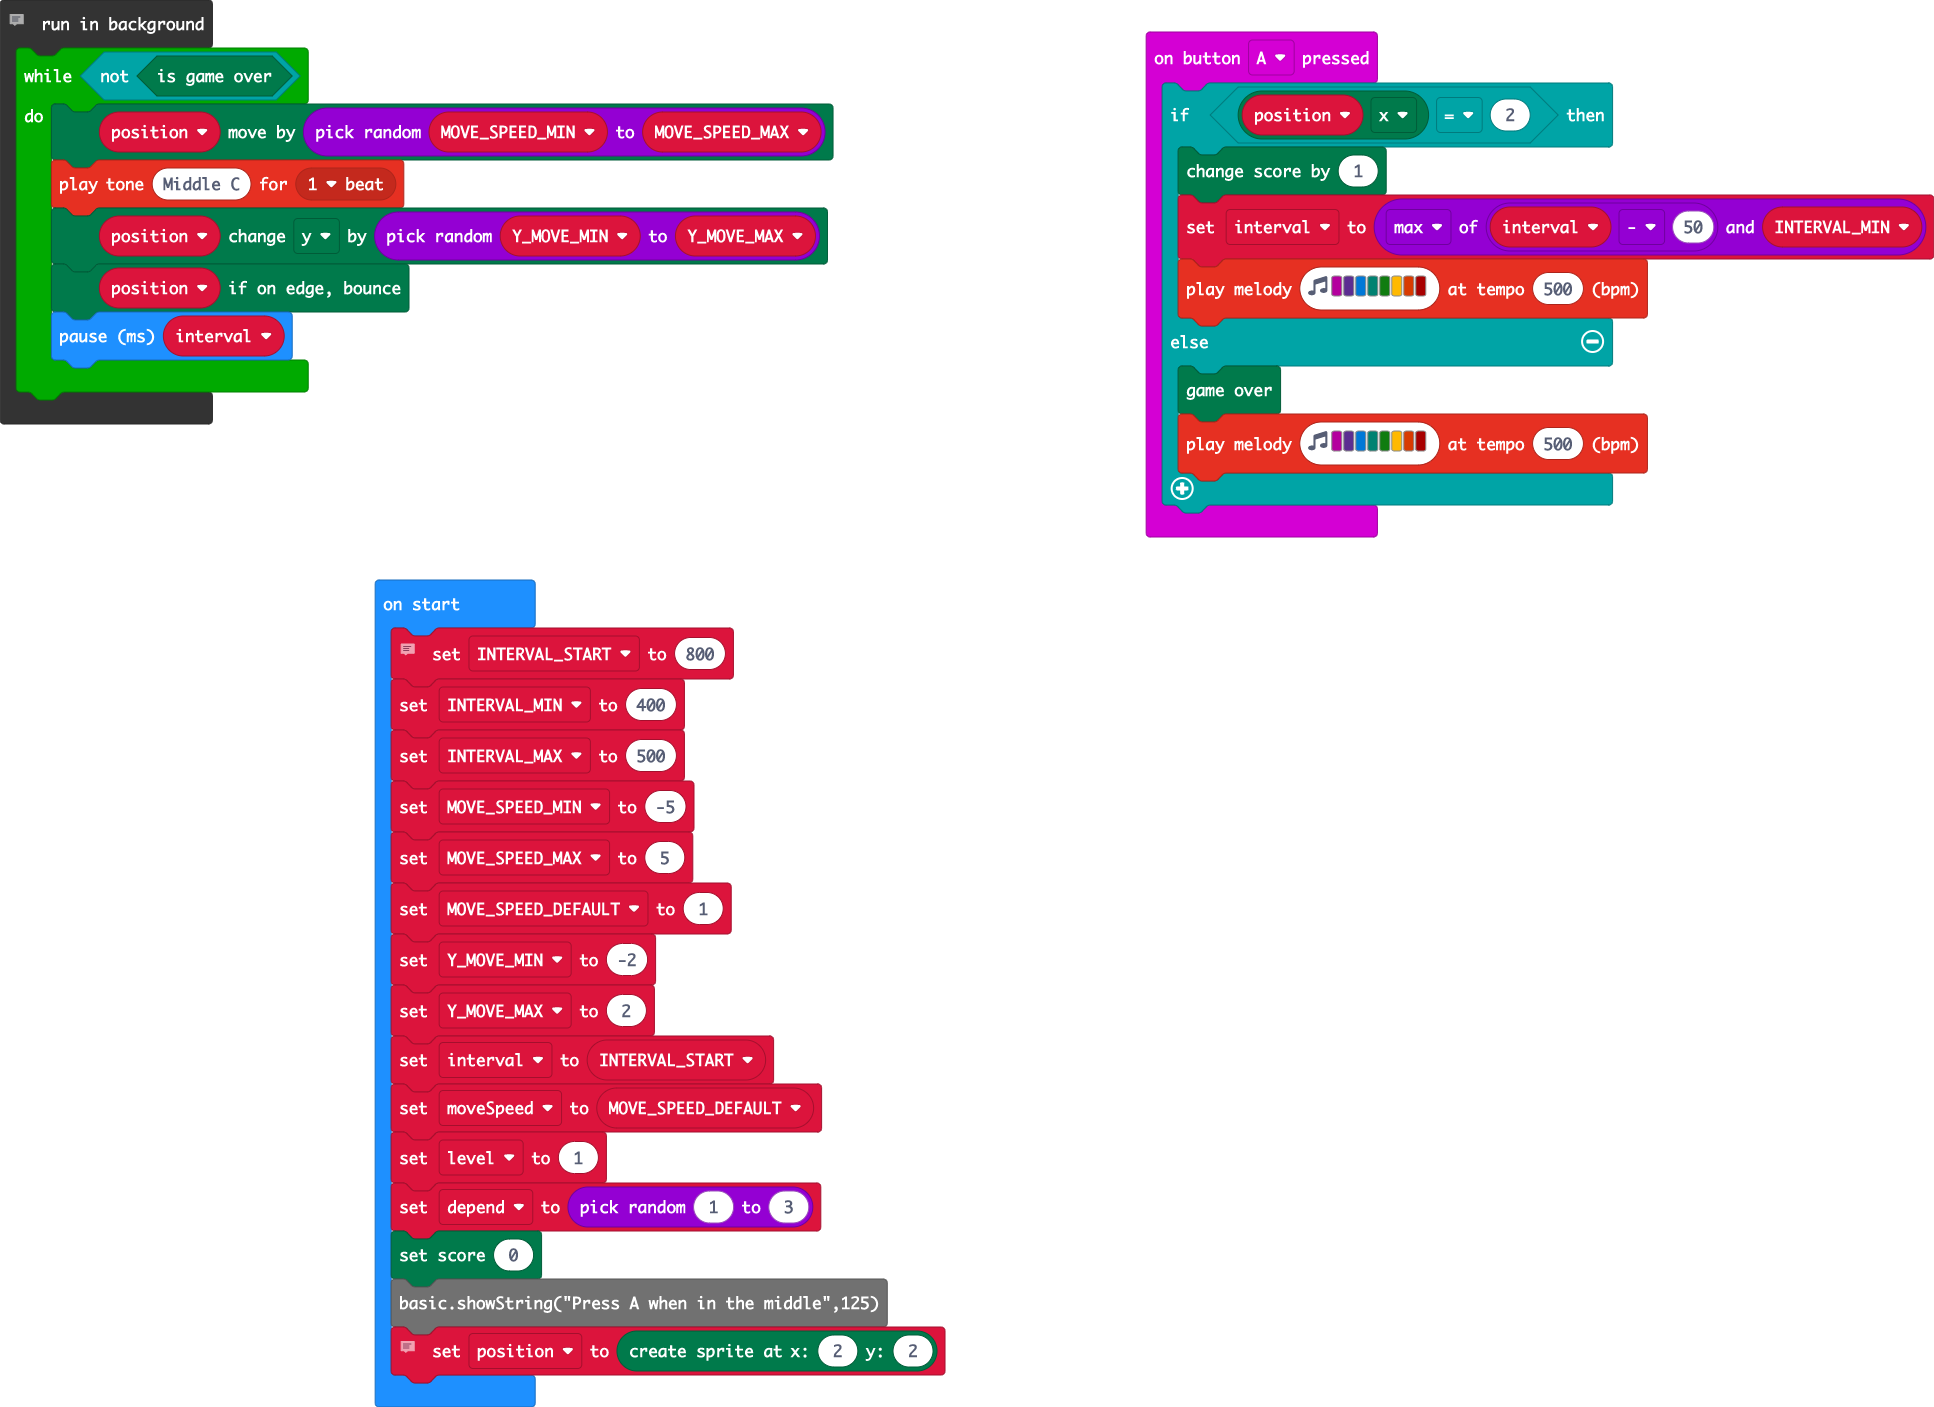 run in background
while not is game over
do position move by pick random MOVE_SPEED_MIN to MOVE_SPEED_MAX
play tone Middle C for 1 beat
position change y by pick random Y_MOVE_MIN to Y_MOVE_MAX
position if on edge, bounce
pause (ms) interval
on button A pressed
if position x = 2 then
change score by 1
set interval to max of interval - 50 and INTERVAL_MIN
play melody at tempo 500 (bpm)
else
game over
play melody at tempo 500 (bpm)
on start
set INTERVAL_START to 800
set INTERVAL_MIN to 400
set INTERVAL_MAX to 500
set MOVE_SPEED_MIN to -5
set MOVE_SPEED_MAX to 5
set MOVE_SPEED_DEFAULT to 1
set Y_MOVE_MIN to -2
set Y_MOVE_MAX to 2
set interval to INTERVAL_START
set moveSpeed to MOVE_SPEED_DEFAULT
set level to 1
set depend to pick random 1 to 3
set score 0
basic.showString("Press A when in the middle",125)
set position to create sprite at x: 2 y: 2